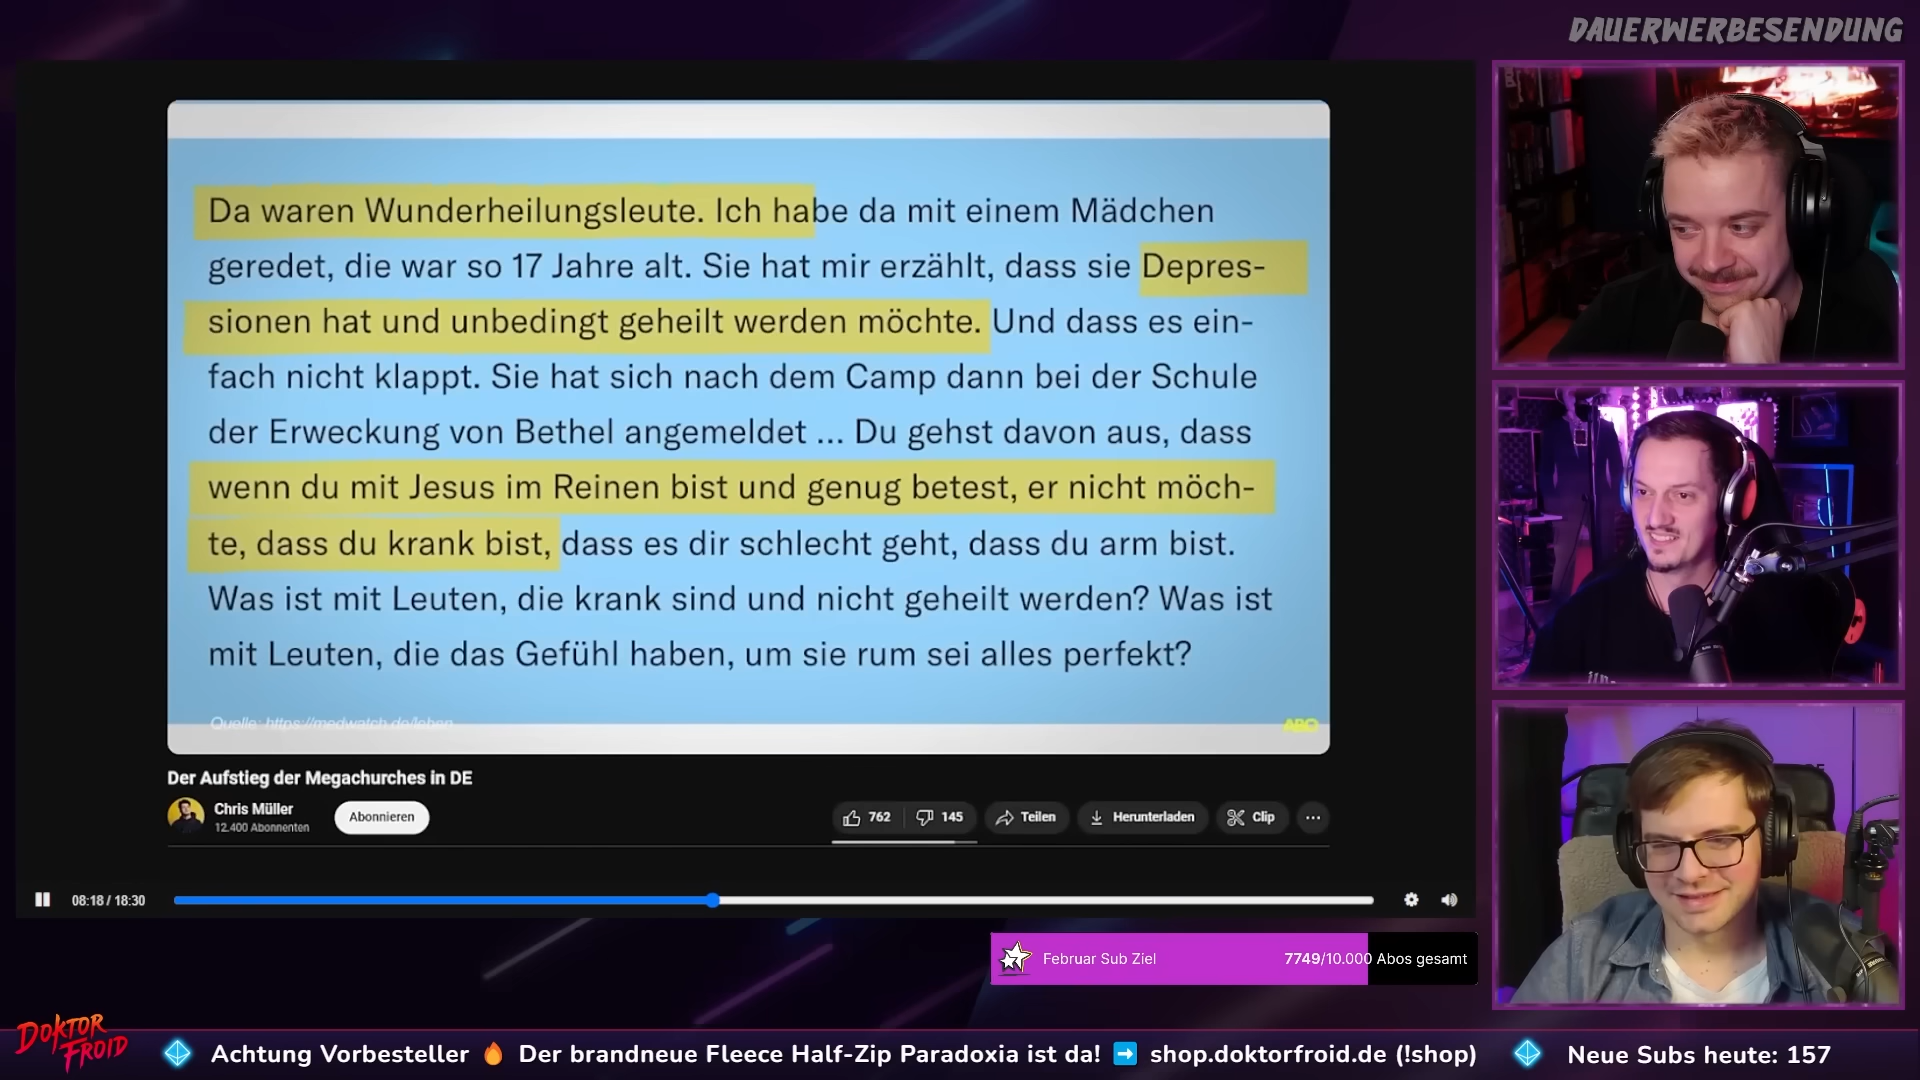 DAUERWERBESENDUNG
Da waren Wunderheilungsleute. Ich habe da mit einem Mädchen
geredet, die war so 17 Jahre alt. Sie hat mir erzählt, dass sie Depres-
sionen hat und unbedingt geheilt werden möchte. Und dass es ein-
fach nicht klappt. Sie hat sich nach dem Camp dann bei der Schule
der Erweckung von Bethel angemeldet ... Du gehst davon aus, dass
wenn du mit Jesus im Reinen bist und genug betest, er nicht möch-
te, dass du krank bist, dass es dir schlecht geht, dass du arm bist.
Was ist mit Leuten, die krank sind und nicht geheilt werden? Was ist
mit Leuten, die das Gefühl haben, um sie rum sei alles perfekt?
Quelle: https://medwatch.de/leben
ABO
Der Aufstieg der Megachurches in DE
Chris Müller
12.400 Abonnenten
Abonnieren
762
145
Teilen
Herunterladen
Clip
08:18 / 18:30
Februar Sub Ziel
7749/10.000 Abos gesamt
DOKTOR
FROID
Achtung Vorbesteller
Der brandneue Fleece Half-Zip Paradoxia ist da!
shop.doktorfroid.de (!shop)
Neue Subs heute: 157